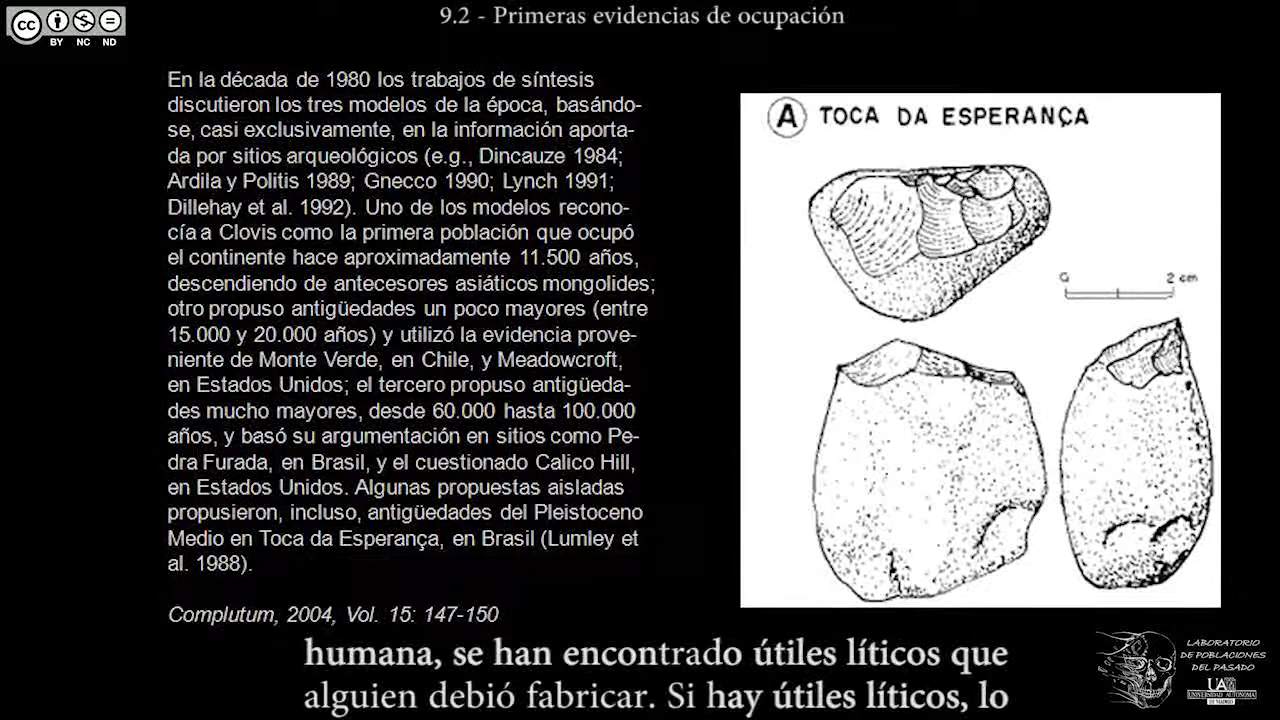 9.2 - Primeras evidencias de ocupación
cc
BY NC ND
En la década de 1980 los trabajos de síntesis
discutieron los tres modelos de la época, basándo-
se, casi exclusivamente, en la información aporta-
da por sitios arqueológicos (e.g., Dincauze 1984;
Ardila y Politis 1989; Gnecco 1990; Lynch 1991;
Dillehay et al. 1992). Uno de los modelos recono-
cía a Clovis como la primera población que ocupó
el continente hace aproximadamente 11.500 años,
descendiendo de antecesores asiáticos mongolides;
otro propuso antigüedades un poco mayores (entre
15.000 y 20.000 años) y utilizó la evidencia prove-
niente de Monte Verde, en Chile, y Meadowcroft,
en Estados Unidos; el tercero propuso antigüeda-
des mucho mayores, desde 60.000 hasta 100.000
años, y basó su argumentación en sitios como Pe-
dra Furada, en Brasil, y el cuestionado Calico Hill,
en Estados Unidos. Algunas propuestas aisladas
propusieron, incluso, antigüedades del Pleistoceno
Medio en Toca da Esperança, en Brasil (Lumley et
al. 1988).
Complutum, 2004, Vol. 15: 147-150
A TOCA DA ESPERANÇA
0 2 cm
humana, se han encontrado útiles líticos que
alguien debió fabricar. Si hay útiles líticos, lo
LABORATORIO
DE POBLACIONES
DEL PASADO
UAM
UNIVERSIDAD AUTONOMA
DE MADRID